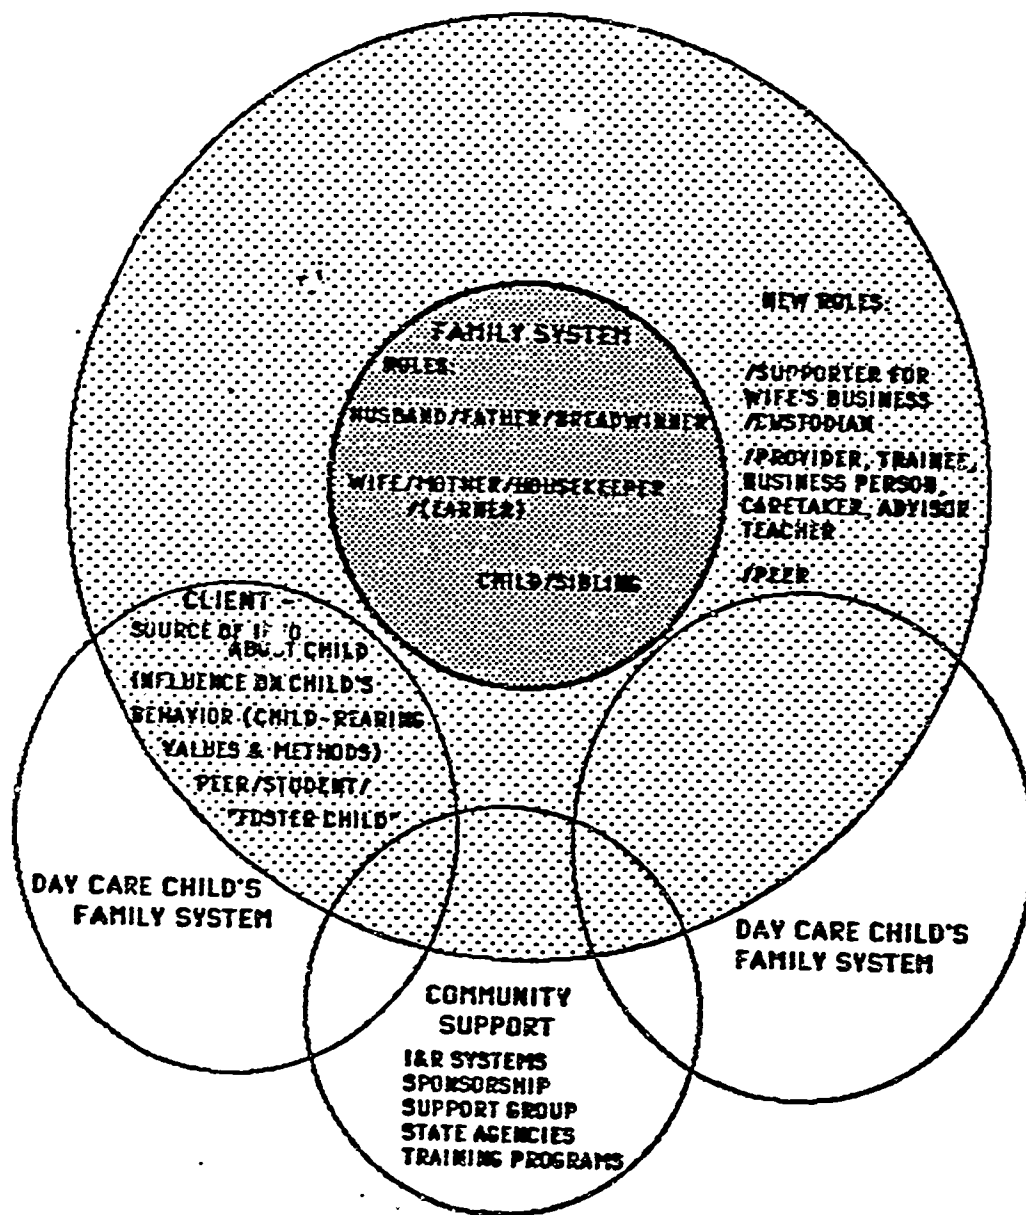 FAMILY SYSTEM
ROLES:
HUSBAND/FATHER/BREADWINNER
WIFE/MOTHER/HOUSEKEEPER
/(EARNER)
CHILD/SIBLING
NEW ROLES:
/SUPPORTER FOR
WIFE'S BUSINESS
/CUSTODIAN
/PROVIDER, TRAINEE,
BUSINESS PERSON,
CARETAKER, ADVISOR
TEACHER
/PEER
CLIENT -
SOURCE OF
CHILD
INFLUENCE ON CHILD'S
BEHAVIOR (CHILD-REARING
VALUES & METHODS)
PEER/STUDENT/
"FOSTER CHILD"
DAY CARE CHILD'S
FAMILY SYSTEM
DAY CARE CHILD'S
FAMILY SYSTEM
COMMUNITY
SUPPORT
I&R SYSTEMS
SPONSORSHIP
SUPPORT GROUP
STATE AGENCIES
TRAINING PROGRAMS